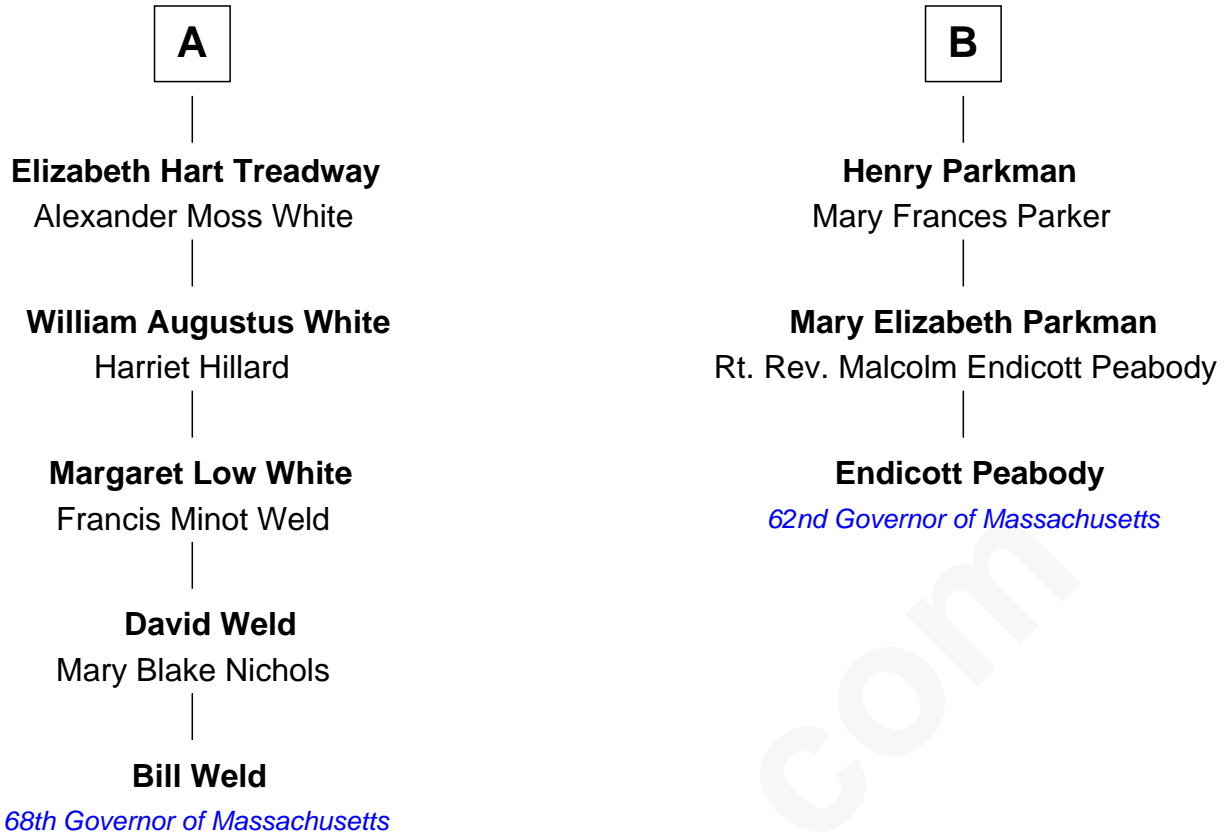 A
Elizabeth Hart Treadway
Alexander Moss White
William Augustus White
Harriet Hillard
Margaret Low White
Francis Minot Weld
David Weld
Mary Blake Nichols
Bill Weld
68th Governor of Massachusetts
B
Henry Parkman
Mary Frances Parker
Mary Elizabeth Parkman
Rt. Rev. Malcolm Endicott Peabody
Endicott Peabody
62nd Governor of Massachusetts
com